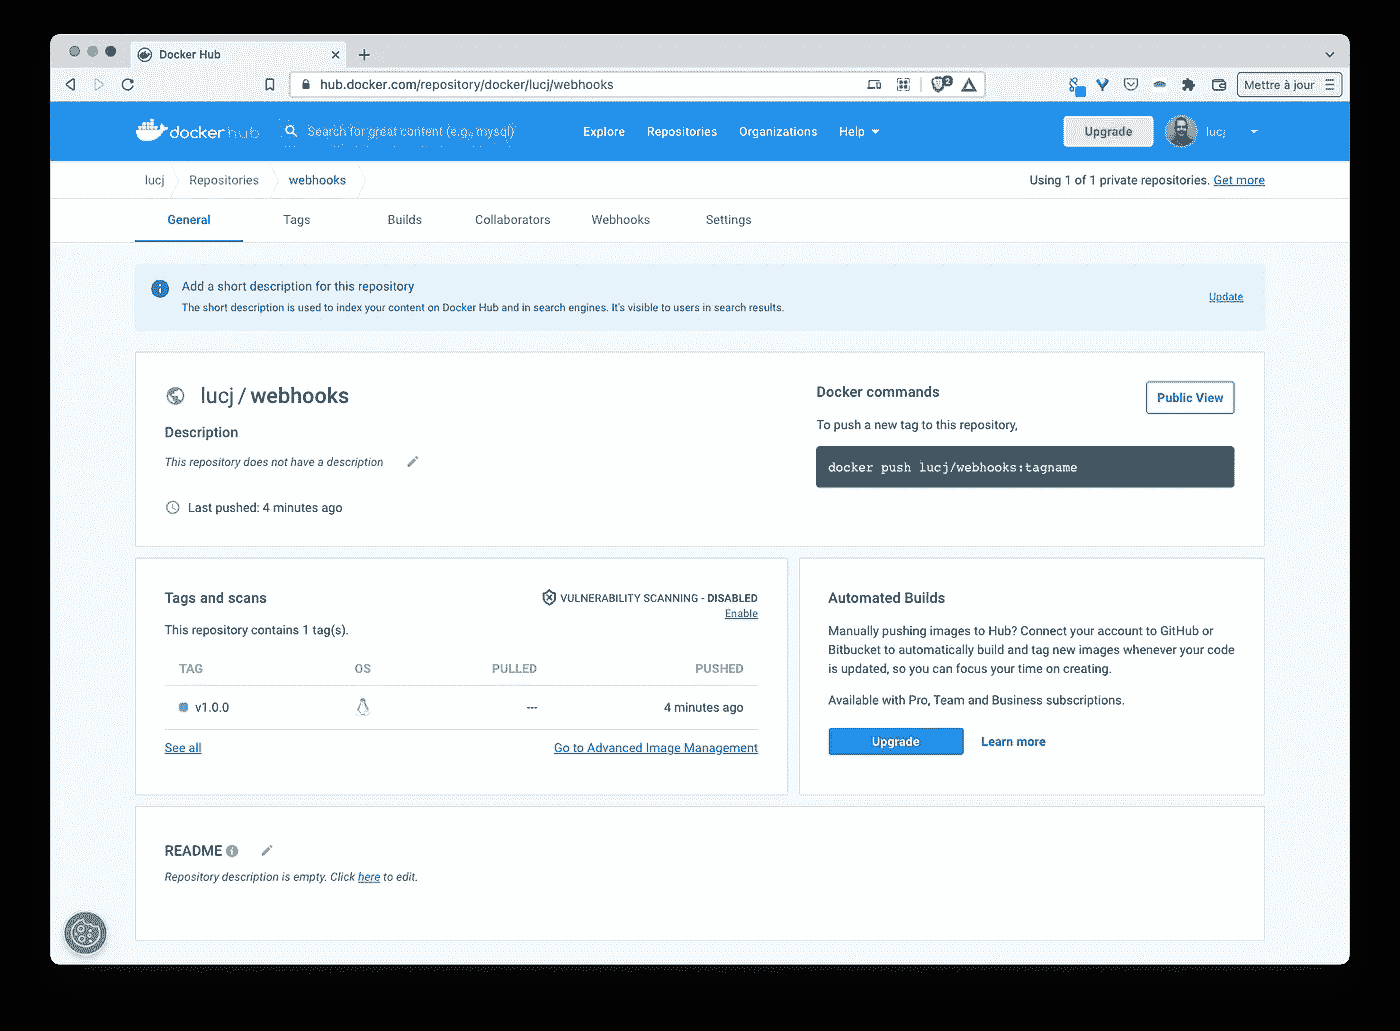 Docker Hub
hub.docker.com/repository/docker/lucj/webhooks
2
Mettre à jour
docker hub
Search for great content (e.g., mysql)
Explore
Repositories
Organizations
Help
Upgrade
lucj
lucj
Repositories
webhooks
Using 1 of 1 private repositories. Get more
General
Tags
Builds
Collaborators
Webhooks
Settings
Add a short description for this repository
The short description is used to index your content on Docker Hub and in search engines. It's visible to users in search results.
Update
lucj / webhooks
Description
This repository does not have a description
Last pushed: 4 minutes ago
Docker commands
Public View
To push a new tag to this repository,
docker push lucj/webhooks:tagname
Tags and scans
VULNERABILITY SCANNING - DISABLED
Enable
This repository contains 1 tag(s).
TAG OS PULLED PUSHED
v1.0.0 --- 4 minutes ago
See all
Go to Advanced Image Management
Automated Builds
Manually pushing images to Hub? Connect your account to GitHub or
Bitbucket to automatically build and tag new images whenever your code
is updated, so you can focus your time on creating.
Available with Pro, Team and Business subscriptions.
Upgrade
Learn more
README
Repository description is empty. Click here to edit.